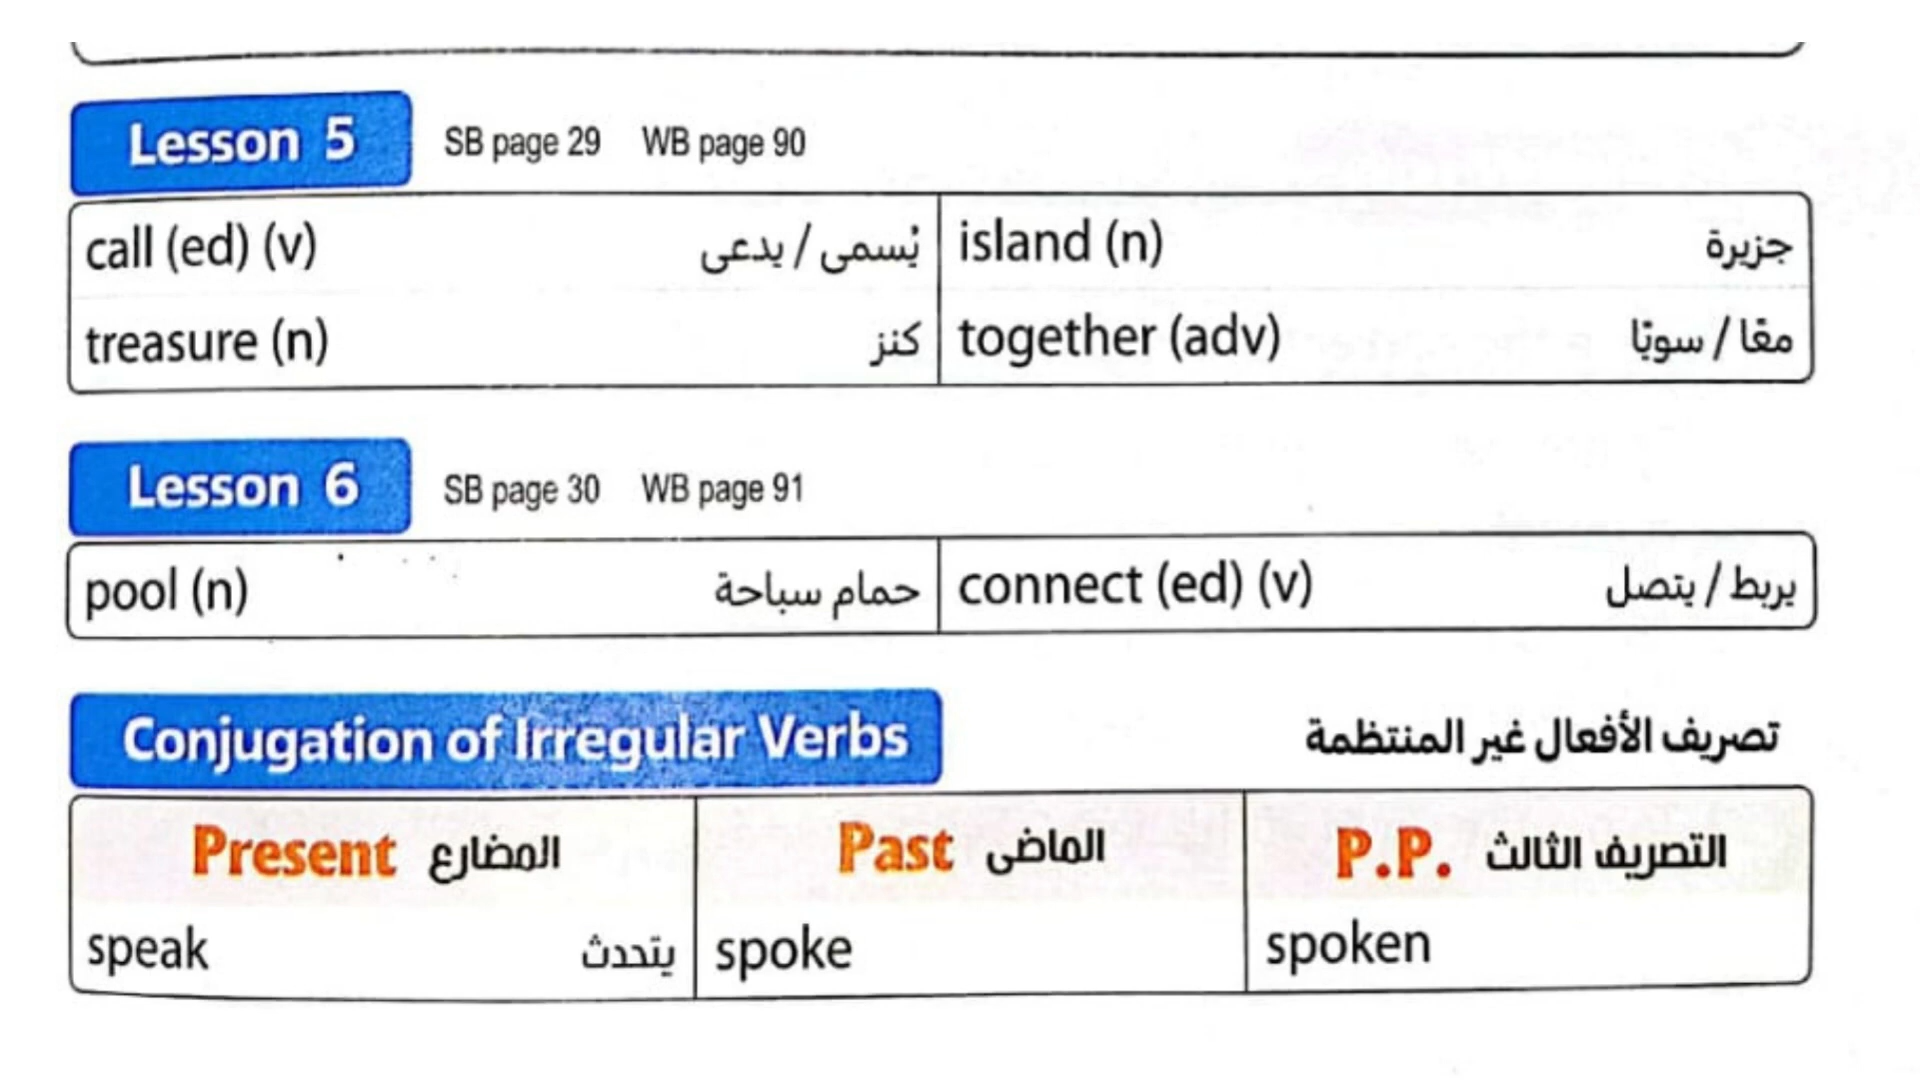 Lesson 5 SB page 29 WB page 90
call (ed) (v) يُسمى / يدعى island (n) جزيرة
treasure (n) كنز together (adv) معًا / سويًا
Lesson 6 SB page 30 WB page 91
pool (n) حمام سباحة connect (ed) (v) يربط / يتصل
Conjugation of Irregular Verbs تصريف الأفعال غير المنتظمة
Present المضارع Past الماضى P.P. التصريف الثالث
speak يتحدث spoke spoken